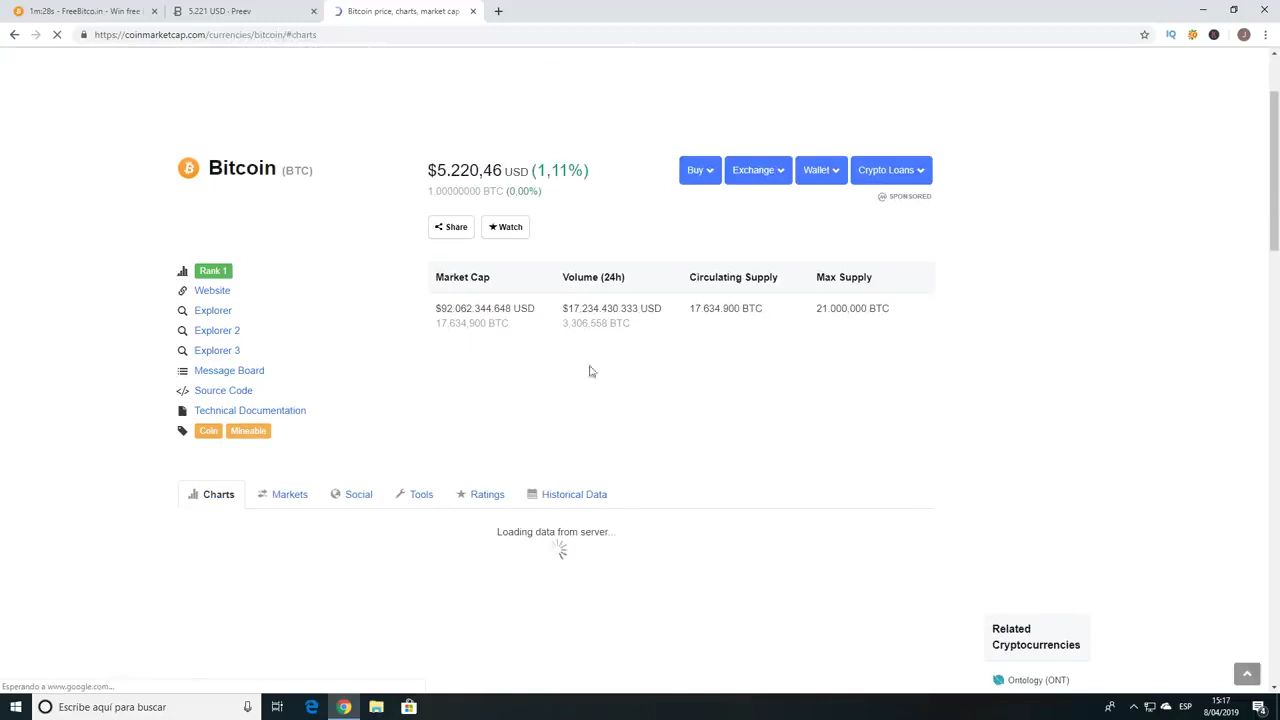 1m:28s - FreeBitco.in - Win free b
5.221 USD - Preev
Bitcoin price, charts, market cap
https://coinmarketcap.com/currencies/bitcoin/#charts
IQ
J
Bitcoin (BTC)
$5.220,46 USD (1,11%)
1.00000000 BTC (0,00%)
Buy
Exchange
Wallet
Crypto Loans
SPONSORED
Share
Watch
Rank 1
Website
Explorer
Explorer 2
Explorer 3
Message Board
Source Code
Technical Documentation
Coin Mineable
Market Cap Volume (24h) Circulating Supply Max Supply
$92.062.344.648 USD $17.234.430.333 USD 17.634.900 BTC 21.000.000 BTC
17.634,900 BTC 3.306,558 BTC
Charts Markets Social Tools Ratings Historical Data
Loading data from server...
Related
Cryptocurrencies
Ontology (ONT)
Esperando a www.google.com...
Escribe aquí para buscar
ESP
15:17
8/04/2019
4